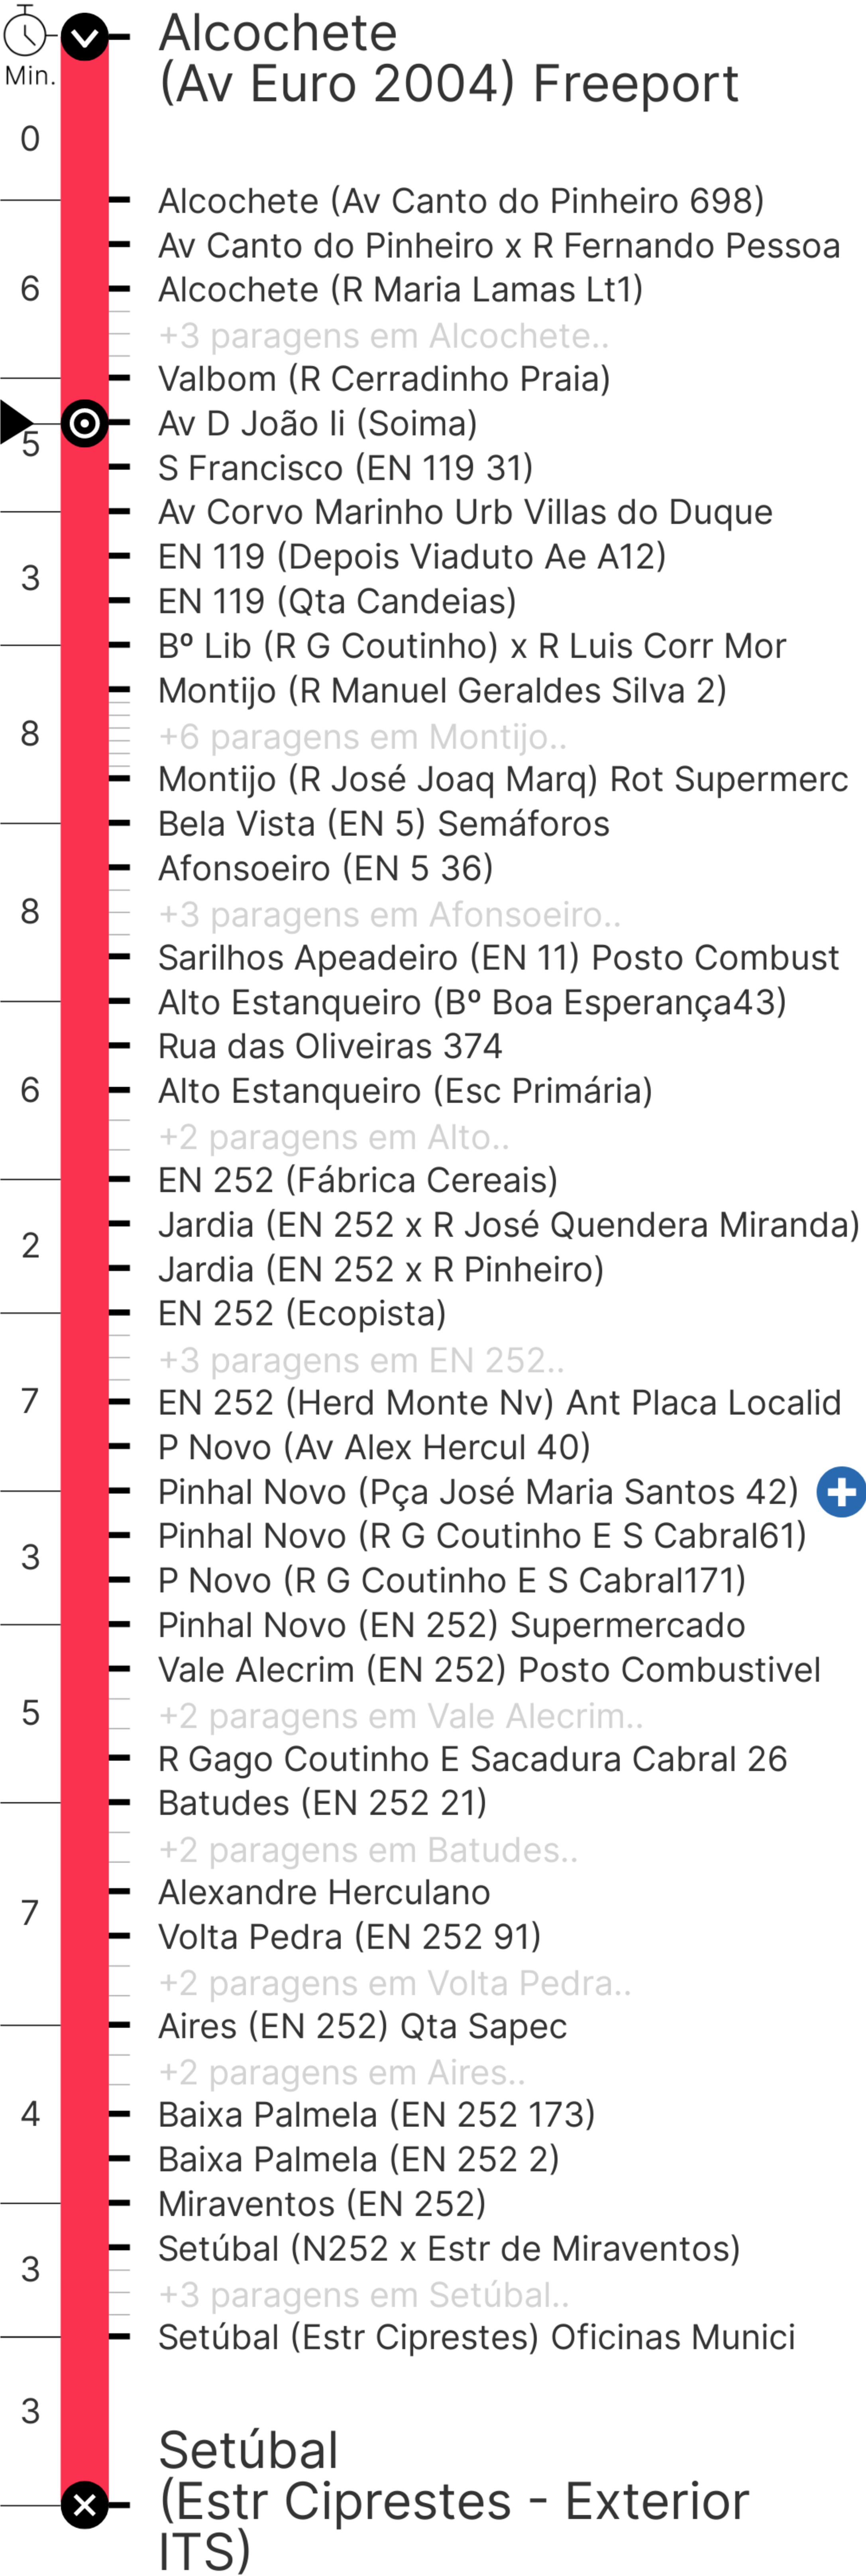 Alcochete
(Av Euro 2004) Freeport
Min.
0
Alcochete (Av Canto do Pinheiro 698)
Av Canto do Pinheiro x R Fernando Pessoa
6
Alcochete (R Maria Lamas Lt1)
+3 paragens em Alcochete..
Valbom (R Cerradinho Praia)
Av D João Ii (Soima)
5
S Francisco (EN 119 31)
Av Corvo Marinho Urb Villas do Duque
EN 119 (Depois Viaduto Ae A12)
3
EN 119 (Qta Candeias)
Bº Lib (R G Coutinho) x R Luis Corr Mor
Montijo (R Manuel Geraldes Silva 2)
8
+6 paragens em Montijo..
Montijo (R José Joaq Marq) Rot Supermerc
Bela Vista (EN 5) Semáforos
Afonsoeiro (EN 5 36)
8
+3 paragens em Afonsoeiro..
Sarilhos Apeadeiro (EN 11) Posto Combust
Alto Estanqueiro (Bº Boa Esperança43)
Rua das Oliveiras 374
6
Alto Estanqueiro (Esc Primária)
+2 paragens em Alto..
EN 252 (Fábrica Cereais)
Jardia (EN 252 x R José Quendera Miranda)
2
Jardia (EN 252 x R Pinheiro)
EN 252 (Ecopista)
+3 paragens em EN 252..
7
EN 252 (Herd Monte Nv) Ant Placa Localid
P Novo (Av Alex Hercul 40)
Pinhal Novo (Pça José Maria Santos 42)
Pinhal Novo (R G Coutinho E S Cabral61)
3
P Novo (R G Coutinho E S Cabral171)
Pinhal Novo (EN 252) Supermercado
Vale Alecrim (EN 252) Posto Combustivel
5
+2 paragens em Vale Alecrim..
R Gago Coutinho E Sacadura Cabral 26
Batudes (EN 252 21)
+2 paragens em Batudes..
Alexandre Herculano
7
Volta Pedra (EN 252 91)
+2 paragens em Volta Pedra..
Aires (EN 252) Qta Sapec
+2 paragens em Aires..
4
Baixa Palmela (EN 252 173)
Baixa Palmela (EN 252 2)
Miraventos (EN 252)
Setúbal (N252 x Estr de Miraventos)
3
+3 paragens em Setúbal..
Setúbal (Estr Ciprestes) Oficinas Munici
3
Setúbal
(Estr Ciprestes - Exterior
ITS)